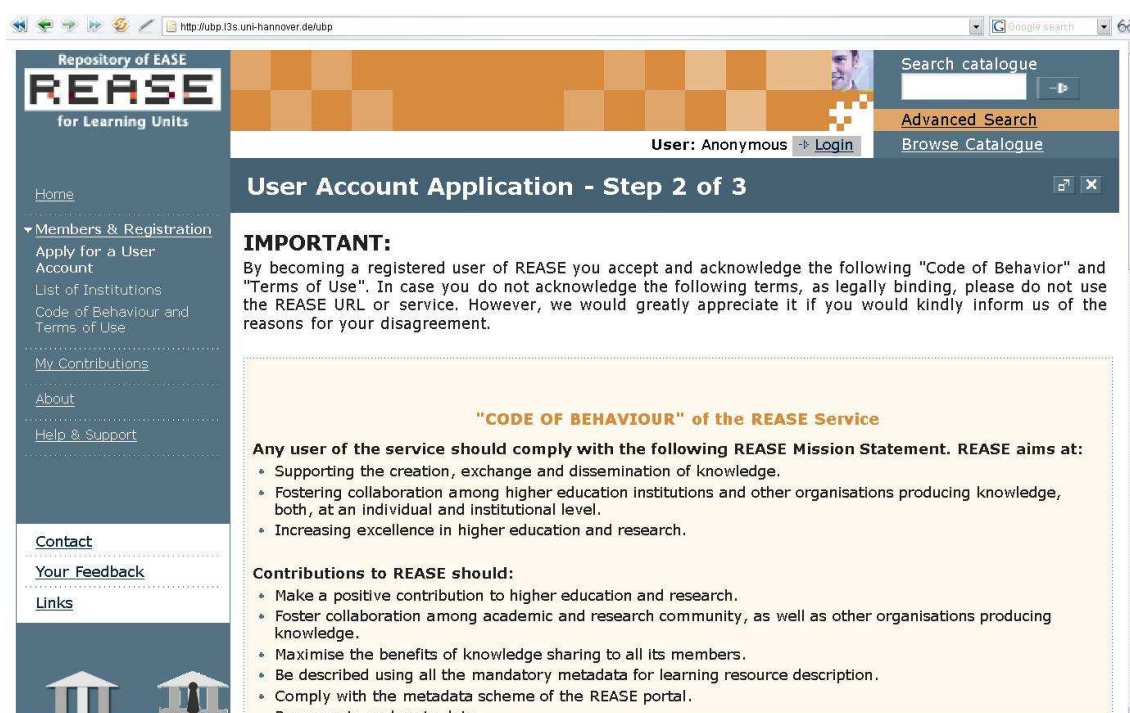 http://ubp.l3s.uni-hannover.de/ubp
Google search
Repository of EASE
REASE
for Learning Units
Search catalogue
Advanced Search
User: Anonymous Login
Browse Catalogue
Home
Members & Registration
Apply for a User
Account
List of Institutions
Code of Behaviour and
Terms of Use
My Contributions
About
Help & Support
Contact
Your Feedback
Links
User Account Application - Step 2 of 3
IMPORTANT:
By becoming a registered user of REASE you accept and acknowledge the following "Code of Behavior" and
"Terms of Use". In case you do not acknowledge the following terms, as legally binding, please do not use
the REASE URL or service. However, we would greatly appreciate it if you would kindly inform us of the
reasons for your disagreement.
"CODE OF BEHAVIOUR" of the REASE Service
Any user of the service should comply with the following REASE Mission Statement. REASE aims at:
Supporting the creation, exchange and dissemination of knowledge.
Fostering collaboration among higher education institutions and other organisations producing knowledge,
both, at an individual and institutional level.
Increasing excellence in higher education and research.
Contributions to REASE should:
Make a positive contribution to higher education and research.
Foster collaboration among academic and research community, as well as other organisations producing
knowledge.
Maximise the benefits of knowledge sharing to all its members.
Be described using all the mandatory metadata for learning resource description.
Comply with the metadata scheme of the REASE portal.